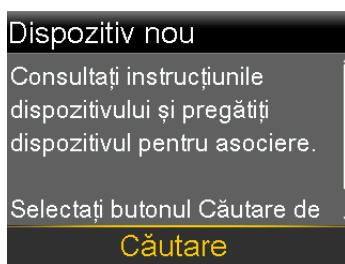 Dispozitiv nou
Consultați instrucțiunile
dispozitivului și pregătiți
dispozitivul pentru asociere.
Selectați butonul Căutare de
Căutare